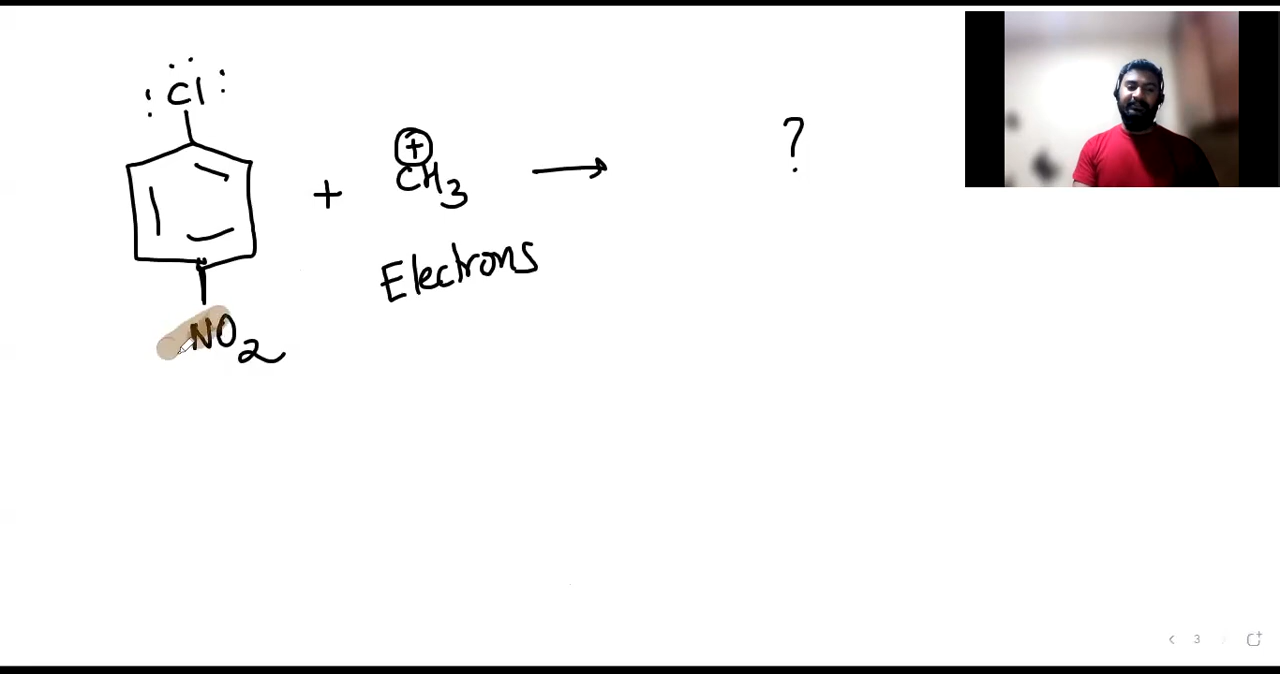 Cl
+ CH3 → ?
+
Electrons
NO2
3